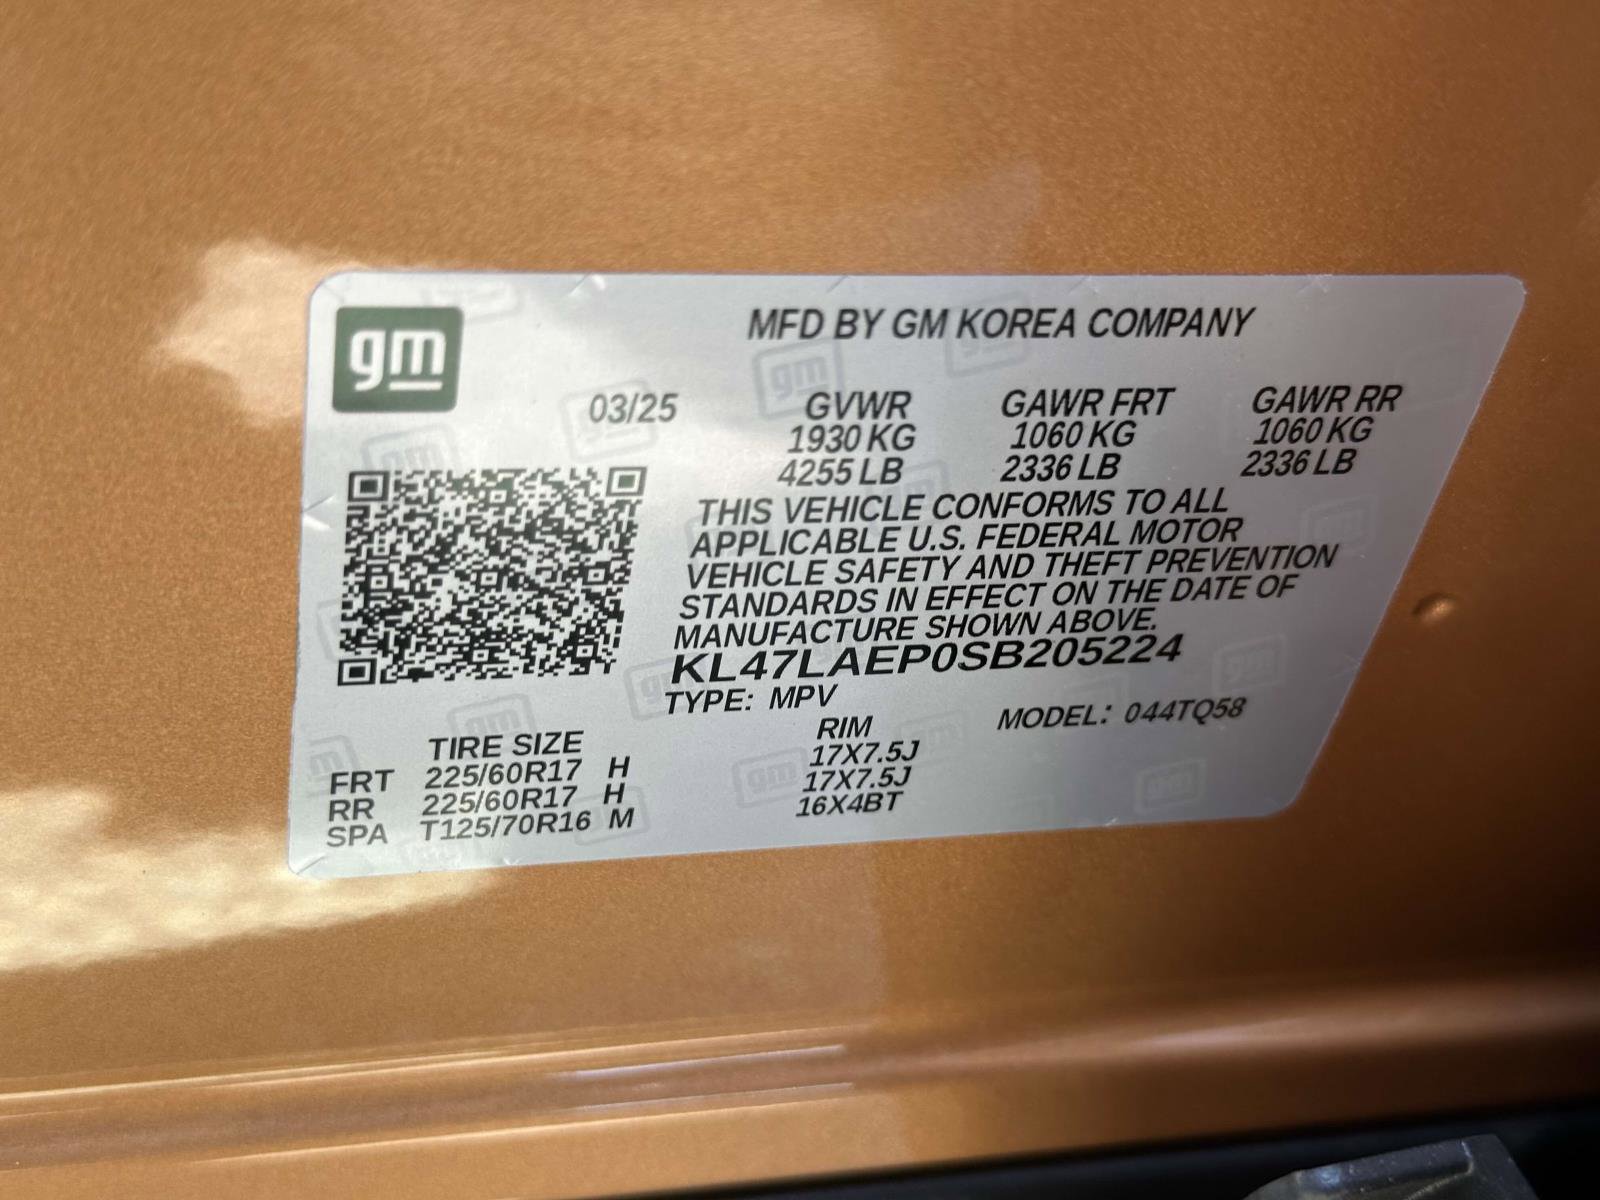 gm
MFD BY GM KOREA COMPANY
03/25 GVWR GAWR FRT GAWR RR
1930 KG 1060 KG 1060 KG
4255 LB 2336 LB 2336 LB
THIS VEHICLE CONFORMS TO ALL
APPLICABLE U.S. FEDERAL MOTOR
VEHICLE SAFETY AND THEFT PREVENTION
STANDARDS IN EFFECT ON THE DATE OF
MANUFACTURE SHOWN ABOVE.
KL47LAEP0SB205224
TYPE: MPV MODEL: 044TQ58
TIRE SIZE RIM
FRT 225/60R17 H 17X7.5J
RR 225/60R17 H 17X7.5J
SPA T125/70R16 M 16X4BT